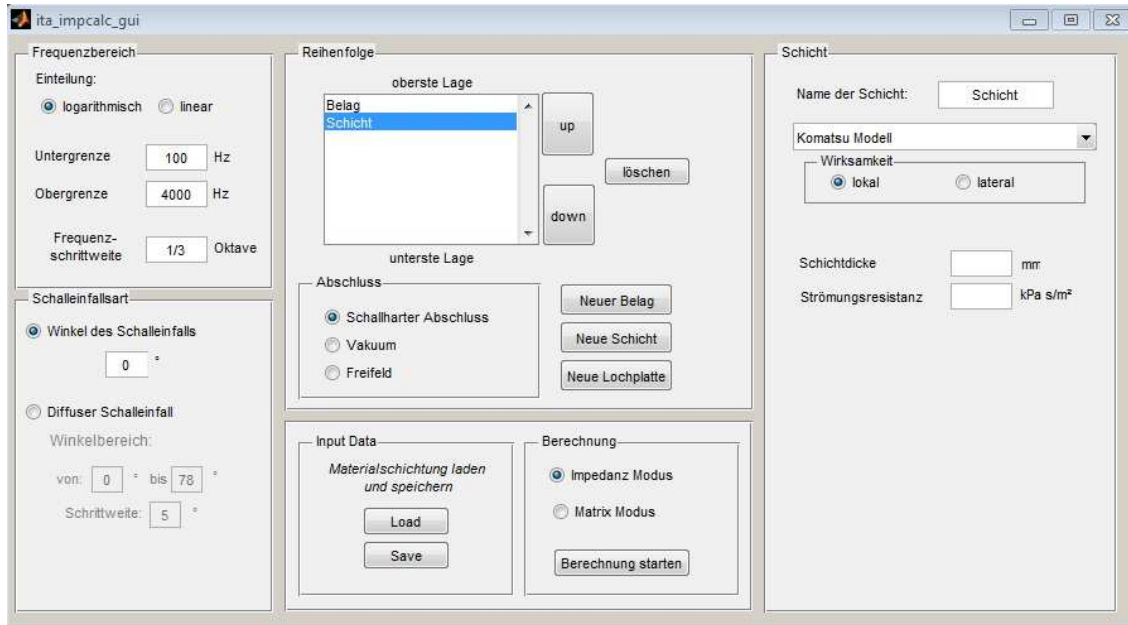 ita_impcalc_gui
Frequenzbereich
Einteilung:
logarithmisch linear
Untergrenze 100 Hz
Obergrenze 4000 Hz
Frequenz-
schrittweite 1/3 Oktave
Schalleinfallsart
Winkel des Schalleinfalls
0 °
Diffuser Schalleinfall
Winkelbereich:
von: 0 ° bis 78 °
Schrittweite: 5 °
Reihenfolge
oberste Lage
Belag
Schicht
up
löschen
down
unterste Lage
Abschluss
Schallharter Abschluss
Vakuum
Freifeld
Neuer Belag
Neue Schicht
Neue Lochplatte
Input Data
Materialschichtung laden
und speichern
Load
Save
Berechnung
Impedanz Modus
Matrix Modus
Berechnung starten
Schicht
Name der Schicht: Schicht
Komatsu Modell
Wirksamkeit
lokal lateral
Schichtdicke mm
Strömungsresistanz kPa s/m²